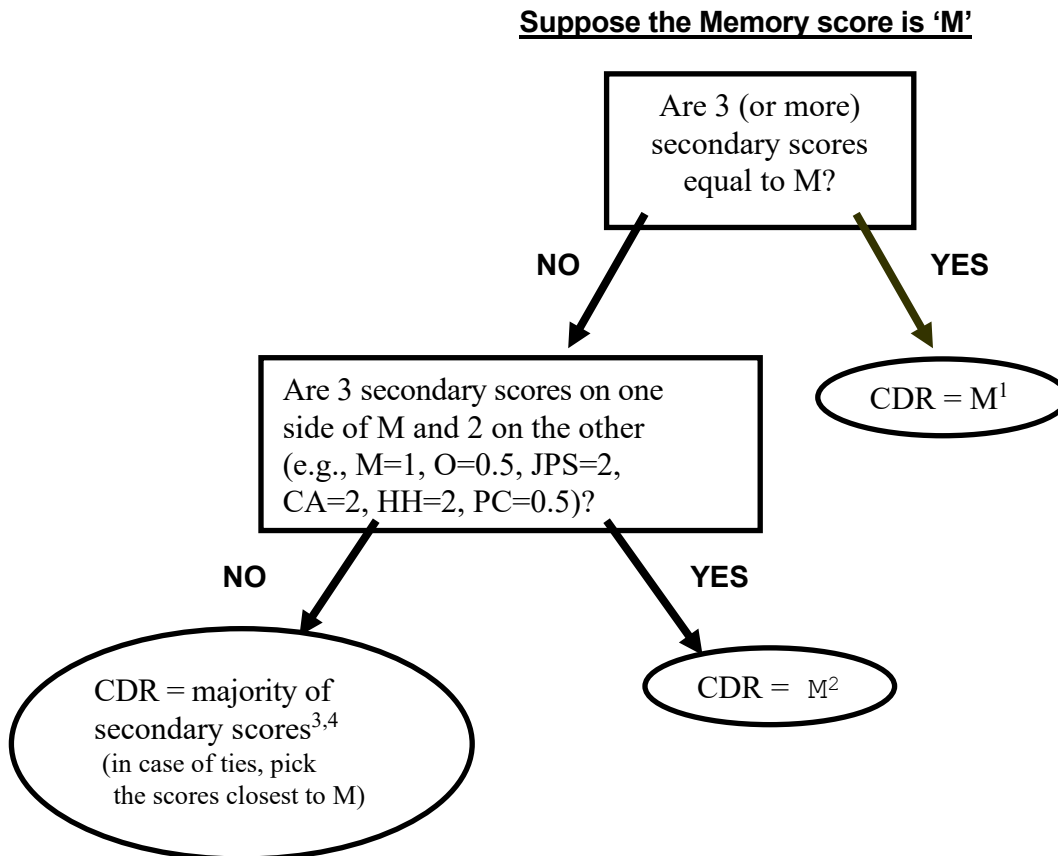 Suppose the Memory score is ‘M’
Are 3 (or more)
secondary scores
equal to M?
NO
YES
Are 3 secondary scores on one
side of M and 2 on the other
(e.g., M=1, O=0.5, JPS=2,
CA=2, HH=2, PC=0.5)?
CDR = M¹
NO
YES
CDR = majority of
secondary scores³,⁴
(in case of ties, pick
the scores closest to M)
CDR = M²